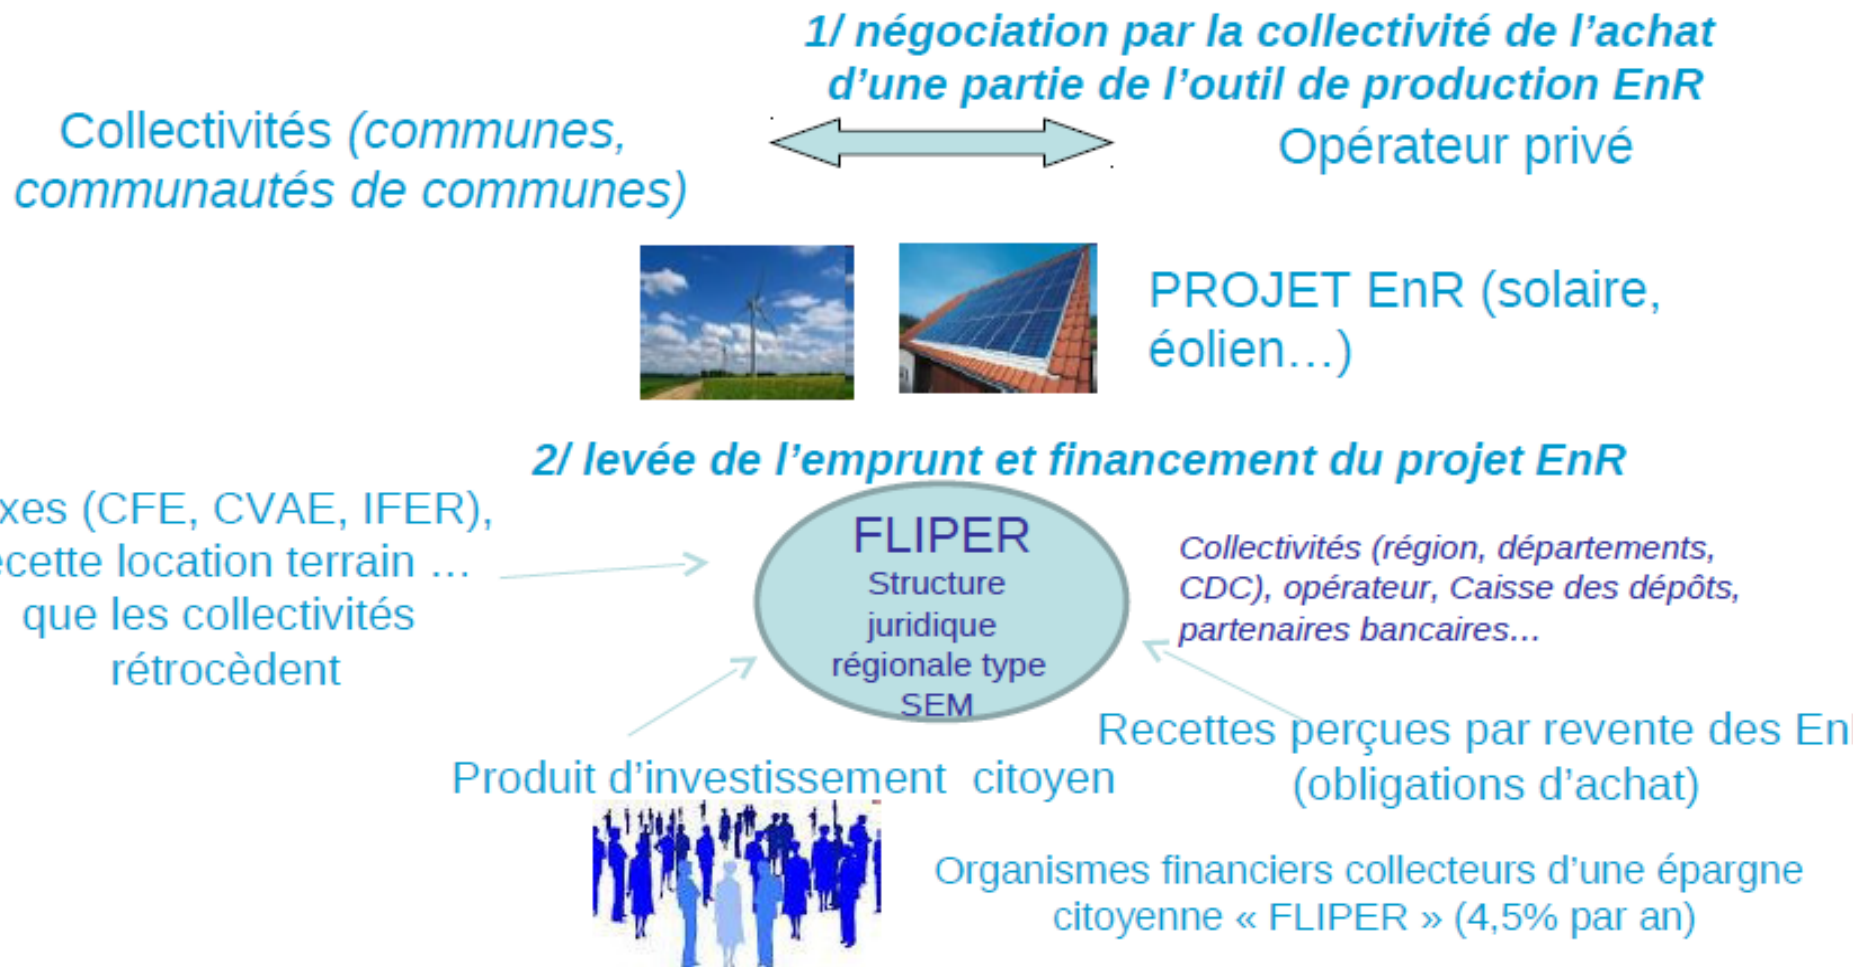 1/ négociation par la collectivité de l’achat
d’une partie de l’outil de production EnR
Collectivités (communes,
communautés de communes)
Opérateur privé
PROJET EnR (solaire,
éolien…)
2/ levée de l’emprunt et financement du projet EnR
xes (CFE, CVAE, IFER),
ecette location terrain …
que les collectivités
rétrocèdent
FLIPER
Structure
juridique
régionale type
SEM
Collectivités (région, départements,
CDC), opérateur, Caisse des dépôts,
partenaires bancaires…
Recettes perçues par revente des En
(obligations d’achat)
Produit d’investissement citoyen
Organismes financiers collecteurs d’une épargne
citoyenne « FLIPER » (4,5% par an)